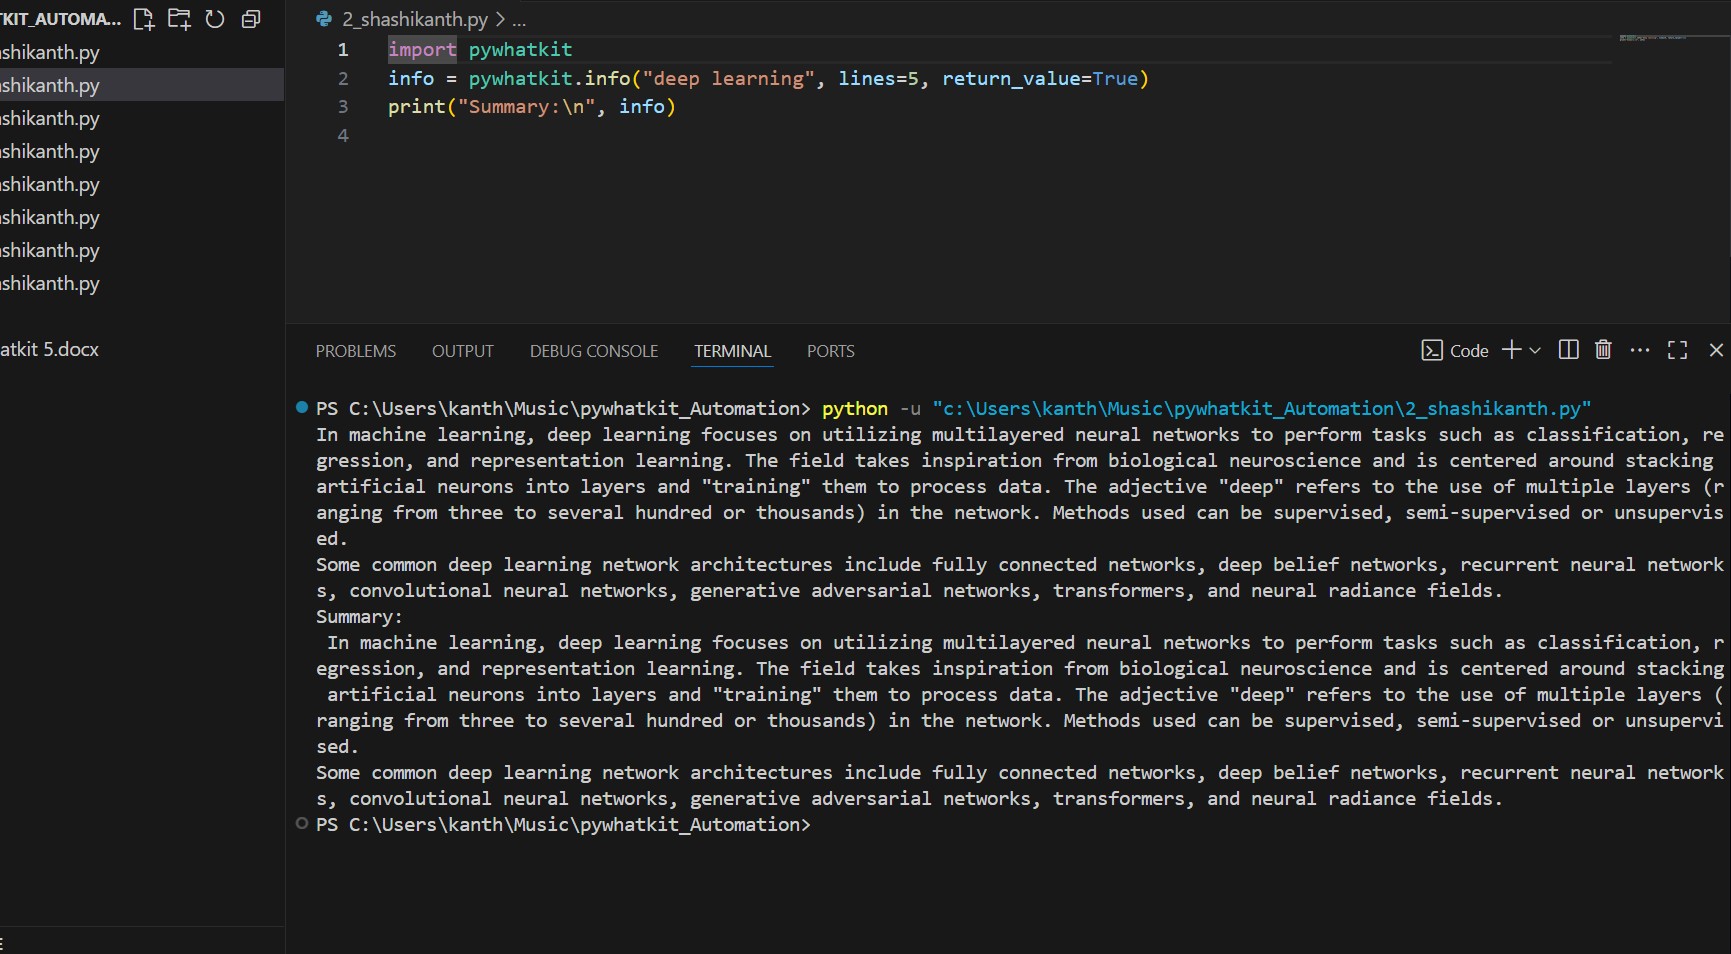 TKIT_AUTOMA...
shikanth.py
shikanth.py
shikanth.py
shikanth.py
shikanth.py
shikanth.py
shikanth.py
shikanth.py
atkit 5.docx
2_shashikanth.py > ...
1 import pywhatkit
2 info = pywhatkit.info("deep learning", lines=5, return_value=True)
3 print("Summary:\n", info)
4
PROBLEMS OUTPUT DEBUG CONSOLE TERMINAL PORTS
Code
PS C:\Users\kanth\Music\pywhatkit_Automation> python -u "c:\Users\kanth\Music\pywhatkit_Automation\2_shashikanth.py"
In machine learning, deep learning focuses on utilizing multilayered neural networks to perform tasks such as classification, re
gression, and representation learning. The field takes inspiration from biological neuroscience and is centered around stacking
artificial neurons into layers and "training" them to process data. The adjective "deep" refers to the use of multiple layers (r
anging from three to several hundred or thousands) in the network. Methods used can be supervised, semi-supervised or unsupervis
ed.
Some common deep learning network architectures include fully connected networks, deep belief networks, recurrent neural network
s, convolutional neural networks, generative adversarial networks, transformers, and neural radiance fields.
Summary:
 In machine learning, deep learning focuses on utilizing multilayered neural networks to perform tasks such as classification, r
egression, and representation learning. The field takes inspiration from biological neuroscience and is centered around stacking
 artificial neurons into layers and "training" them to process data. The adjective "deep" refers to the use of multiple layers (
ranging from three to several hundred or thousands) in the network. Methods used can be supervised, semi-supervised or unsupervi
sed.
Some common deep learning network architectures include fully connected networks, deep belief networks, recurrent neural network
s, convolutional neural networks, generative adversarial networks, transformers, and neural radiance fields.
PS C:\Users\kanth\Music\pywhatkit_Automation>